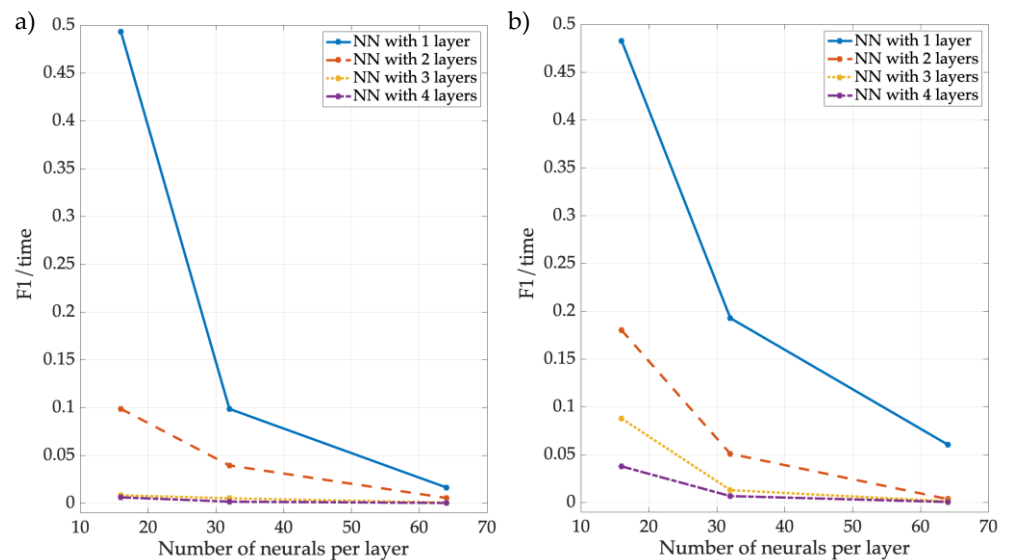 a)
0.5
0.45
0.4
0.35
0.3
0.25
0.2
0.15
0.1
0.05
0
10 20 30 40 50 60 70
F1/time
Number of neurals per layer
NN with 1 layer
NN with 2 layers
NN with 3 layers
NN with 4 layers
b)
0.5
0.45
0.4
0.35
0.3
0.25
0.2
0.15
0.1
0.05
0
10 20 30 40 50 60 70
F1/time
Number of neurals per layer
NN with 1 layer
NN with 2 layers
NN with 3 layers
NN with 4 layers